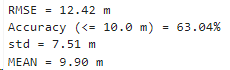 RMSE = 12.42 m
Accuracy (<= 10.0 m) = 63.04%
std = 7.51 m
MEAN = 9.90 m